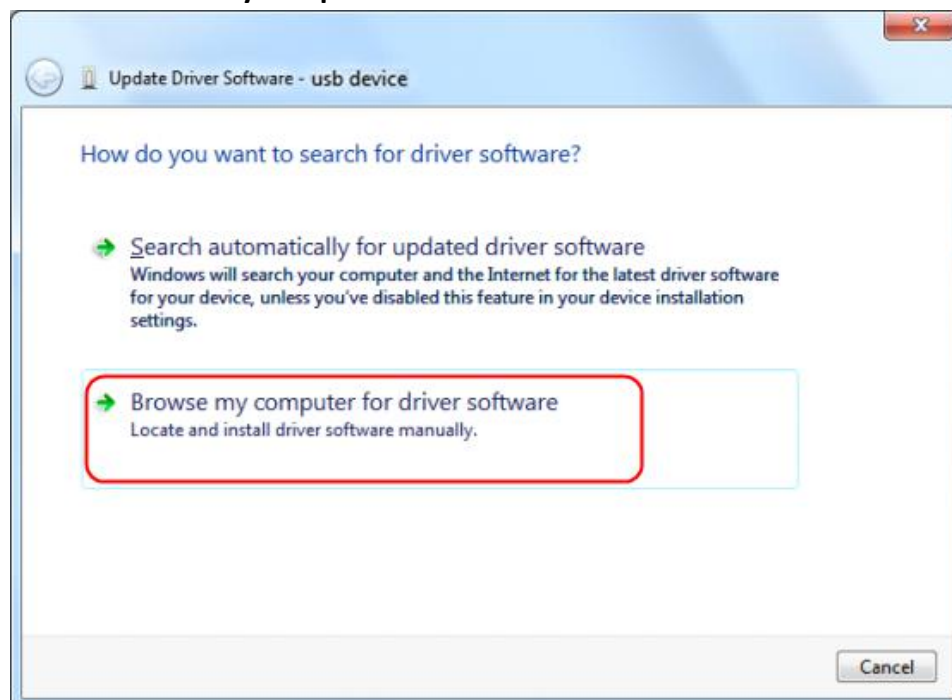 Update Driver Software - usb device
How do you want to search for driver software?
Search automatically for updated driver software
Windows will search your computer and the Internet for the latest driver software
for your device, unless you've disabled this feature in your device installation
settings.
Browse my computer for driver software
Locate and install driver software manually.
Cancel